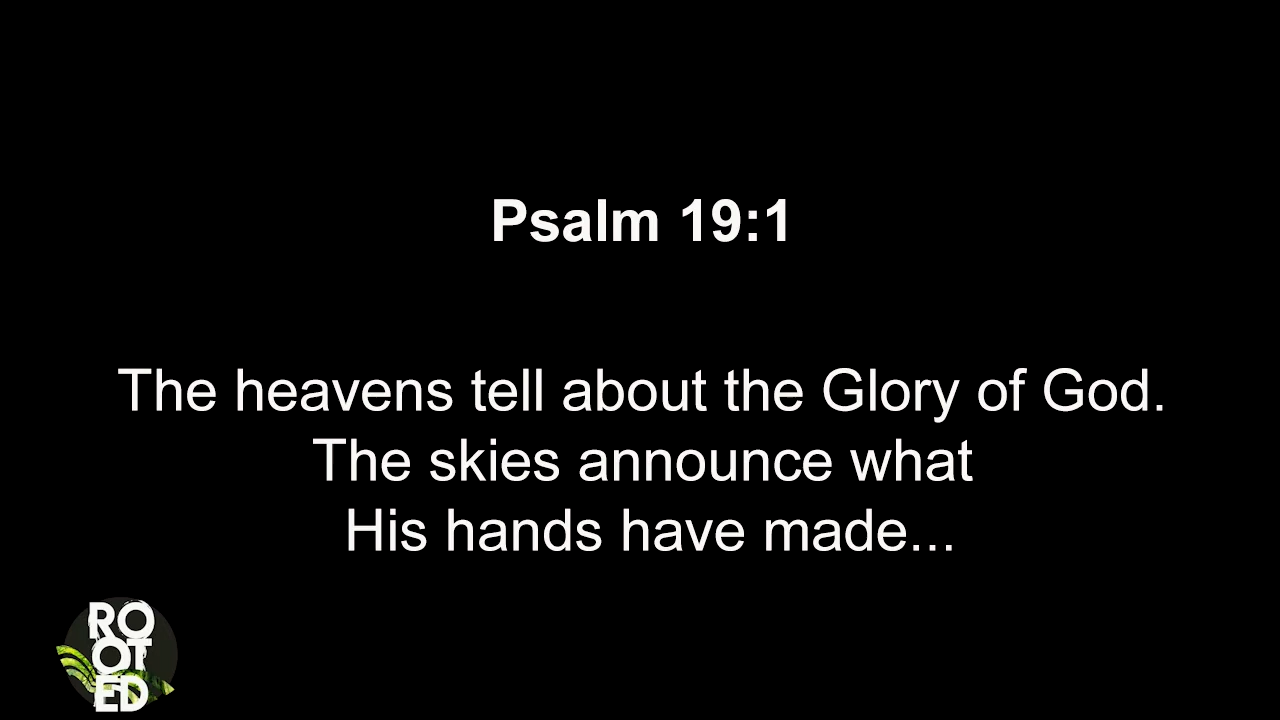 Psalm 19:1
The heavens tell about the Glory of God.
The skies announce what
His hands have made...
RO
OT
ED